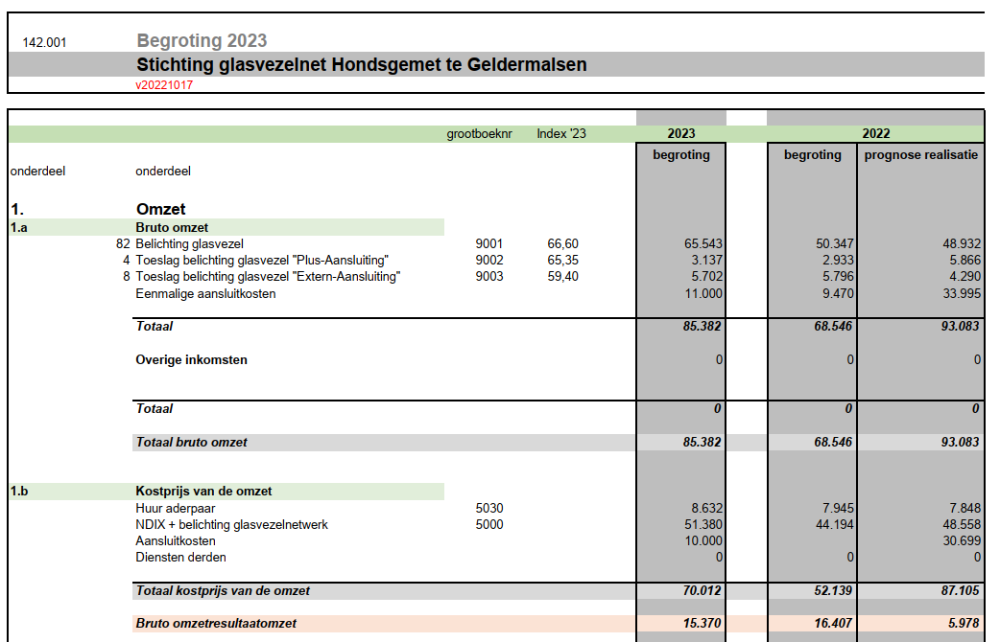 142.001 Begroting 2023
Stichting glasvezelnet Hondsgemet te Geldermalsen
v20221017
grootboeknr Index '23 2023 2022
begroting begroting prognose realisatie
onderdeel onderdeel
1. Omzet
1.a Bruto omzet
82 Belichting glasvezel 9001 66,60 65.543 50.347 48.932
4 Toeslag belichting glasvezel "Plus-Aansluiting" 9002 65,35 3.137 2.933 5.866
8 Toeslag belichting glasvezel "Extern-Aansluiting" 9003 59,40 5.702 5.796 4.290
Eenmalige aansluitkosten 11.000 9.470 33.995
Totaal 85.382 68.546 93.083
Overige inkomsten 0 0 0
Totaal 0 0 0
Totaal bruto omzet 85.382 68.546 93.083
1.b Kostprijs van de omzet
Huur aderpaar 5030 8.632 7.945 7.848
NDIX + belichting glasvezelnetwerk 5000 51.380 44.194 48.558
Aansluitkosten 10.000 30.699
Diensten derden 0 0 0
Totaal kostprijs van de omzet 70.012 52.139 87.105
Bruto omzetresultaatomzet 15.370 16.407 5.978